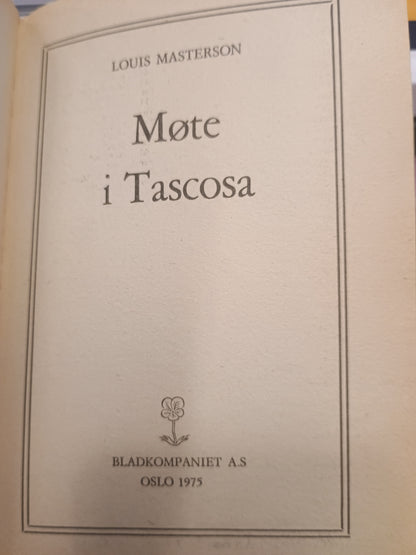 LOUIS MASTERSON
Møte
i Tascosa
BLADKOMPANIET A.S
OSLO 1975